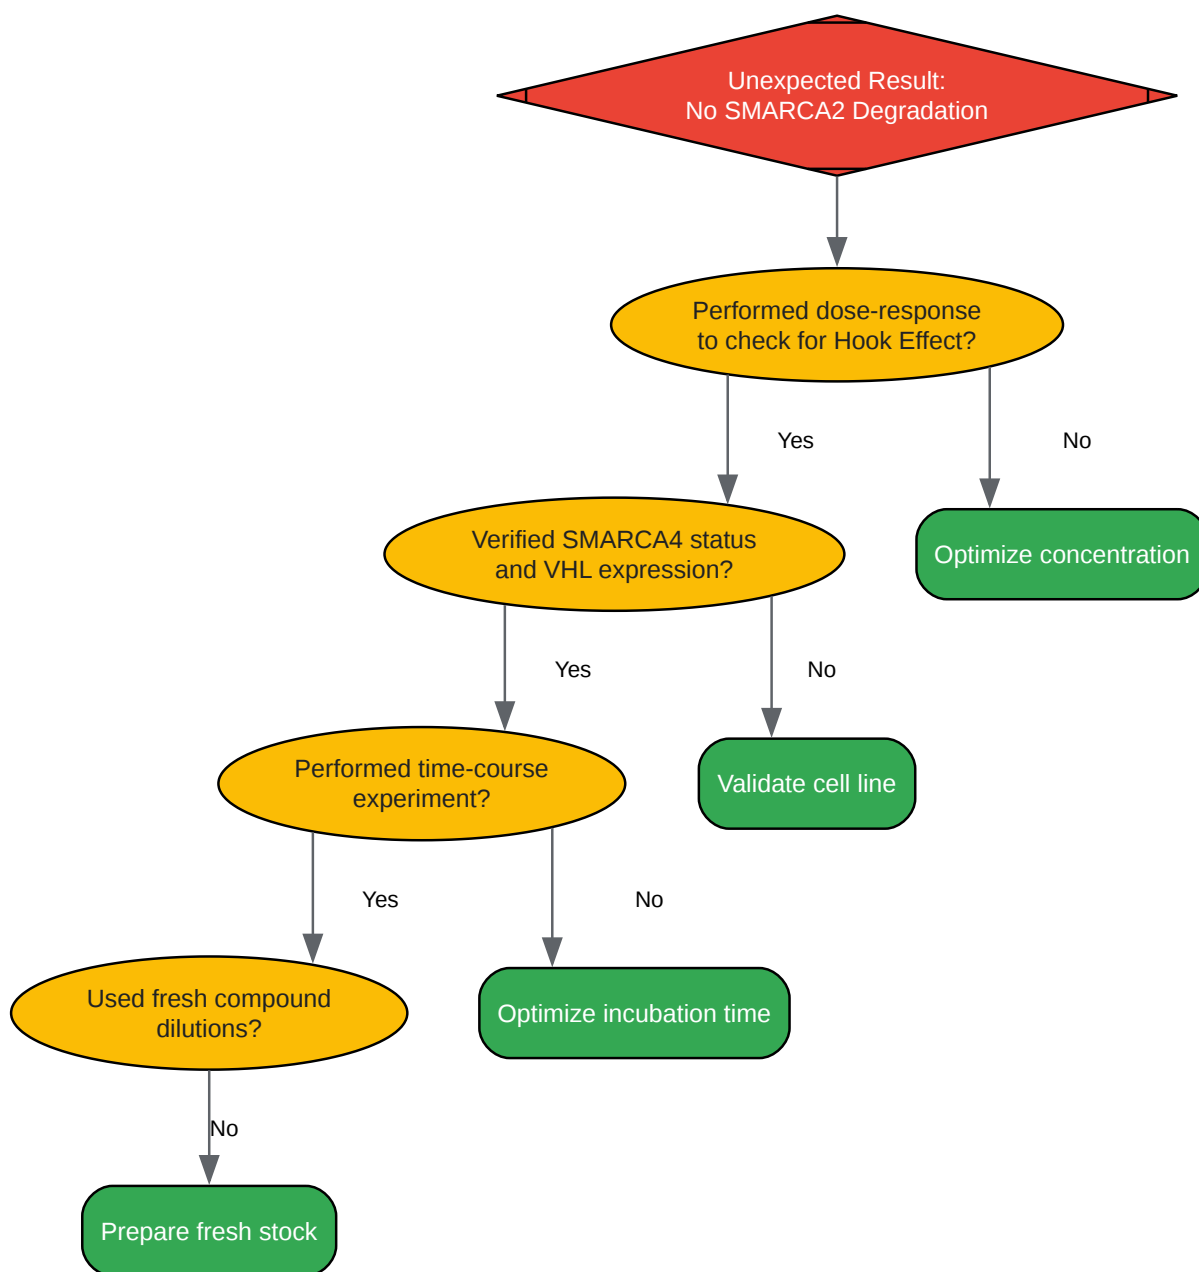 Unexpected Result:
No SMARCA2 Degradation
Performed dose-response
to check for Hook Effect?
Yes
No
Verified SMARCA4 status
and VHL expression?
Optimize concentration
Yes
No
Performed time-course
experiment?
Validate cell line
Yes
No
Used fresh compound
dilutions?
Optimize incubation time
No
Prepare fresh stock